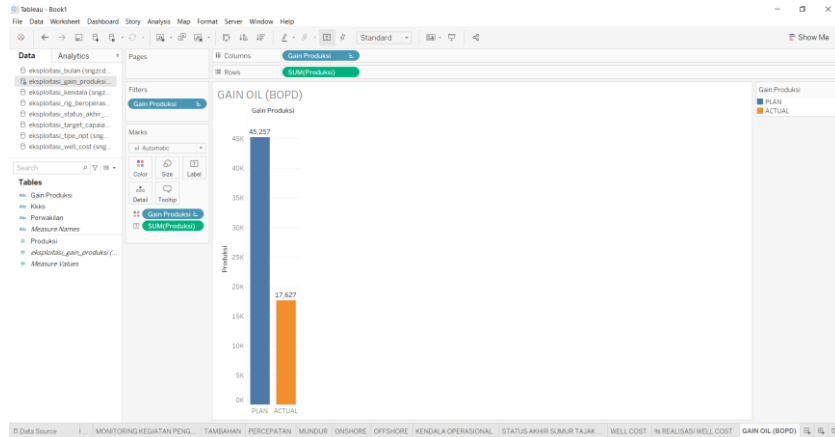 Tableau - Book1
File Data Worksheet Dashboard Story Analysis Map Format Server Window Help
Standard
Show Me
Data Analytics
Pages
Columns Gain Produksi
Rows SUM(Produksi)
eksploitasi_bulan (sngzcd...
eksploitasi_gain_produksi...
eksploitasi_kendala (sngz...
eksploitasi_rig_beroperas...
eksploitasi_status_akhir_...
eksploitasi_target_capaia...
eksploitasi_tipe_opt (sng...
eksploitasi_well_cost (sng...
Search
Tables
Abc Gain Produksi
Abc Kkks
Abc Perwakilan
Abc Measure Names
Produksi
eksploitasi_gain_produksi (...
Measure Values
Filters
Gain Produksi
Marks
Automatic
Color Size Label
Detail Tooltip
Gain Produksi
SUM(Produksi)
GAIN OIL (BOPD)
Gain Produksi
45,257
17,627
Produksi
45K
40K
35K
30K
25K
20K
15K
10K
5K
0K
PLAN ACTUAL
Gain Produksi
PLAN
ACTUAL
Data Source MONITORING KEGIATAN PENG... TAMBAHAN PERCEPATAN MUNDUR ONSHORE OFFSHORE KENDALA OPERASIONAL STATUS AKHIR SUMUR TAJAK... WELL COST % REALISASI WELL COST GAIN OIL (BOPD)